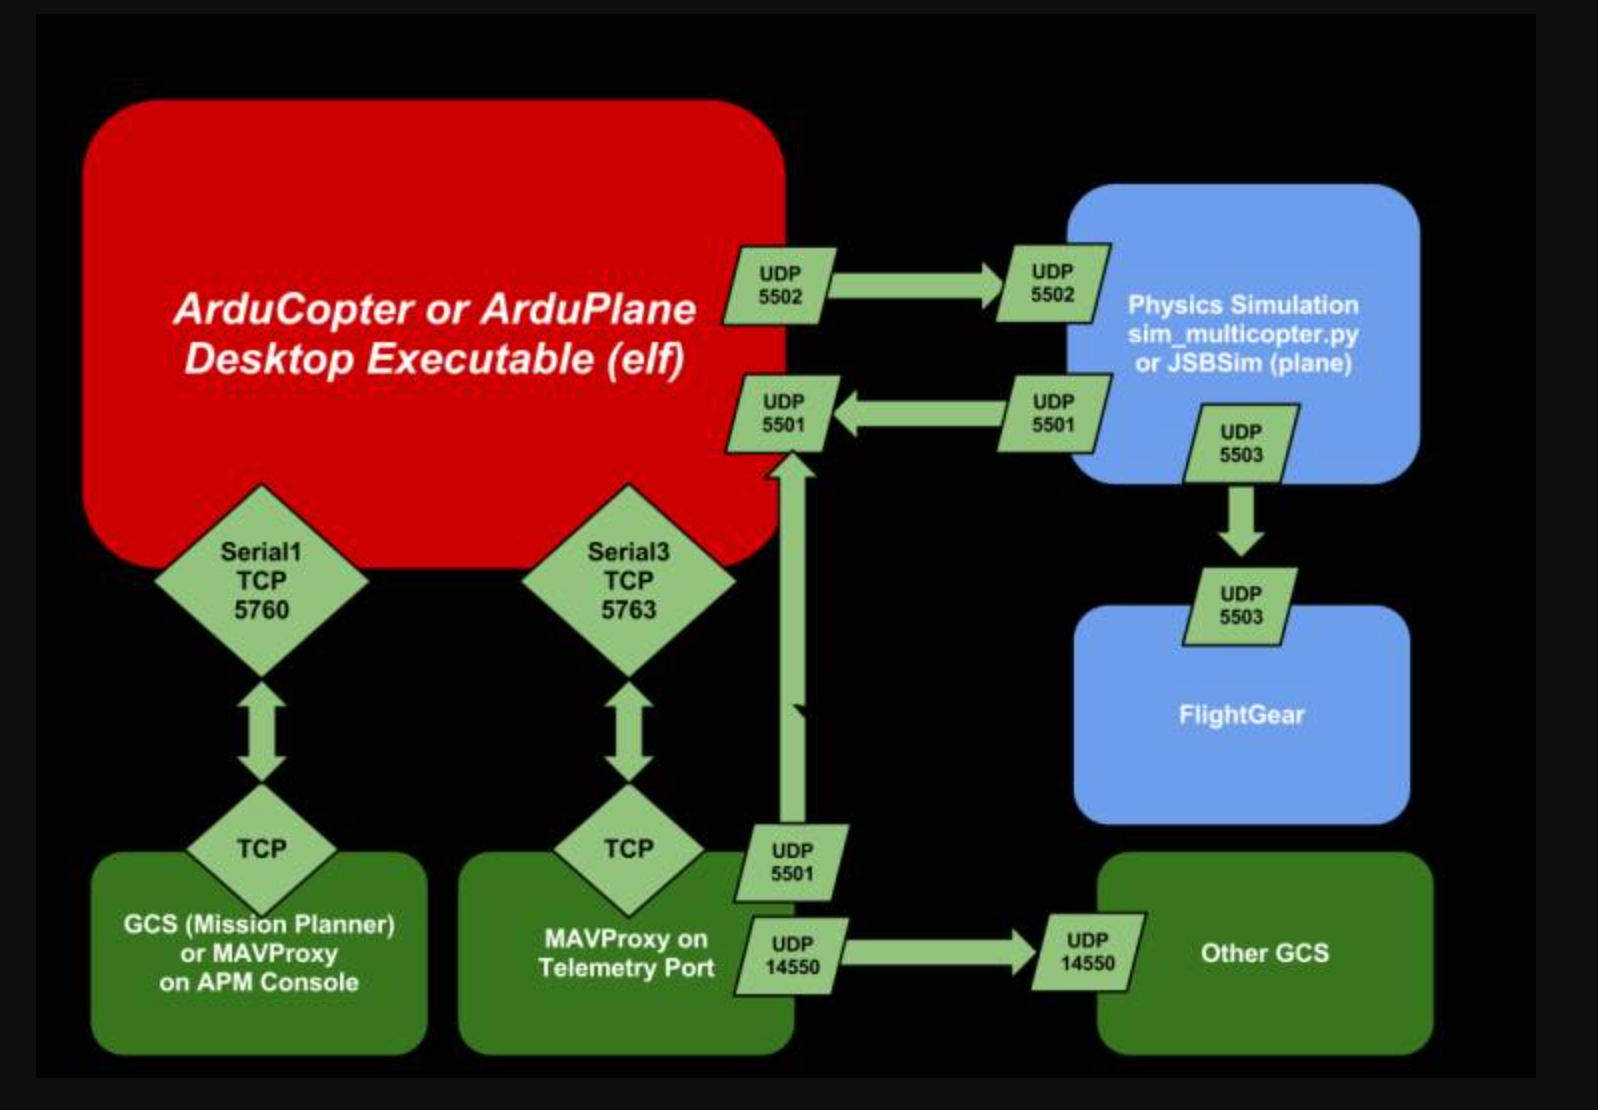 ArduCopter or ArduPlane
Desktop Executable (elf)
UDP
5502
UDP
5502
Physics Simulation
sim_multicopter.py
or JSBSim (plane)
UDP
5501
UDP
5501
UDP
5503
Serial1
TCP
5760
Serial3
TCP
5763
UDP
5503
FlightGear
TCP
GCS (Mission Planner)
or MAVProxy
on APM Console
TCP
MAVProxy on
Telemetry Port
UDP
5501
UDP
14550
UDP
14550
Other GCS